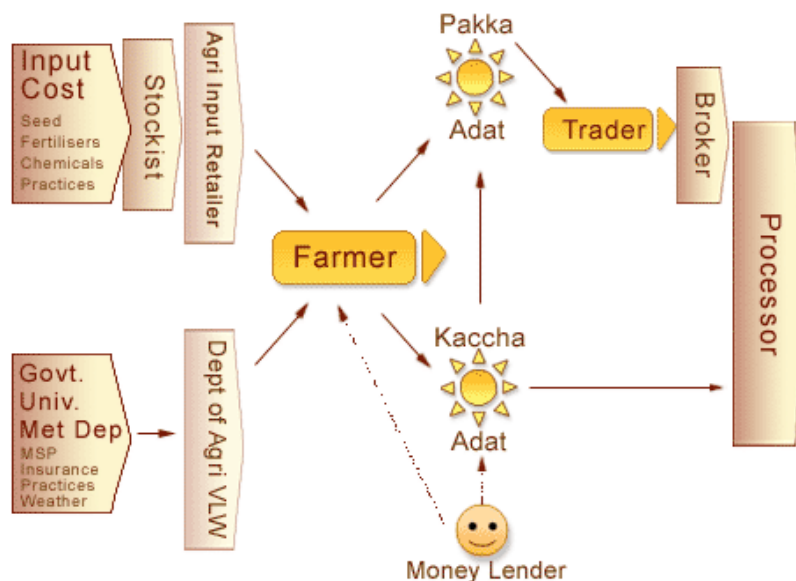 Input
Cost
Seed
Fertilisers
Chemicals
Practices
Stockist
Agri Input Retailer
Pakka
Adat
Trader
Broker
Processor
Farmer
Govt.
Univ.
Met Dep
MSP
Insurance
Practices
Weather
Dept of Agri VLW
Kaccha
Adat
Money Lender